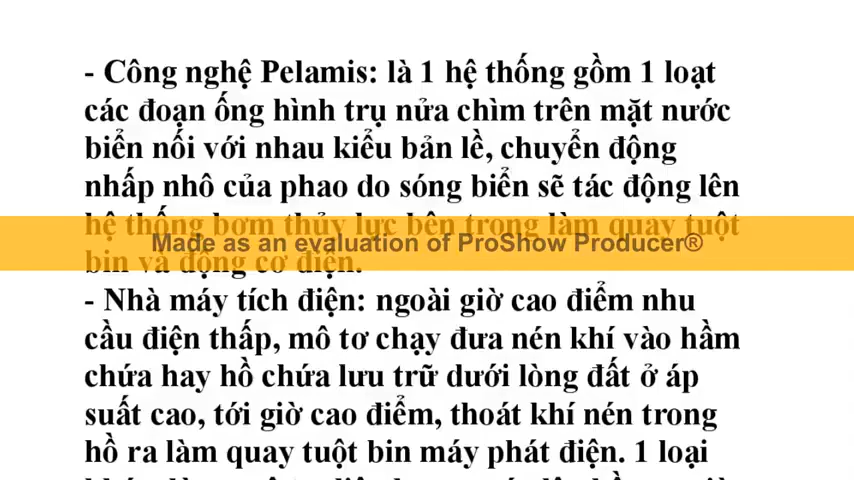 - Công nghệ Pelamis: là 1 hệ thống gồm 1 loạt
các đoạn ống hình trụ nửa chìm trên mặt nước
biển nối với nhau kiểu bản lề, chuyển động
nhấp nhô của phao do sóng biển sẽ tác động lên
hệ thống bơm thủy lực bên trong làm quay tuột
Made as an evaluation of ProShow Producer®
bin và động cơ điện.
- Nhà máy tích điện: ngoài giờ cao điểm nhu
cầu điện thấp, mô tơ chạy đưa nén khí vào hầm
chứa hay hồ chứa lưu trữ dưới lòng đất ở áp
suất cao, tới giờ cao điểm, thoát khí nén trong
hồ ra làm quay tuột bin máy phát điện. 1 loại